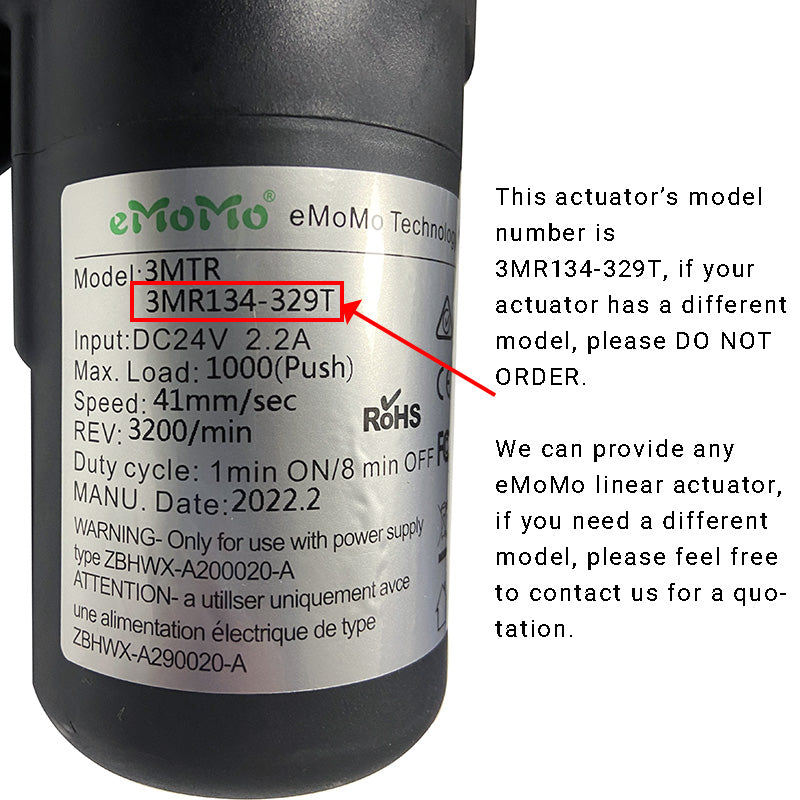 eMoMo® eMoMo Technology
Model:3MTR
3MR134-329T
Input:DC24V 2.2A
Max. Load: 1000(Push)
Speed: 41mm/sec
RoHS
REV: 3200/min
Duty cycle: 1min ON/8 min OFF
MANU. Date:2022.2
WARNING- Only for use with power supply
type ZBHWX-A200020-A
ATTENTION- a utillser uniquement avce
une alimentation électrique de type
ZBHWX-A290020-A
This actuator’s model
number is
3MR134-329T, if your
actuator has a different
model, please DO NOT
ORDER.
We can provide any
eMoMo linear actuator,
if you need a different
model, please feel free
to contact us for a quo-
tation.